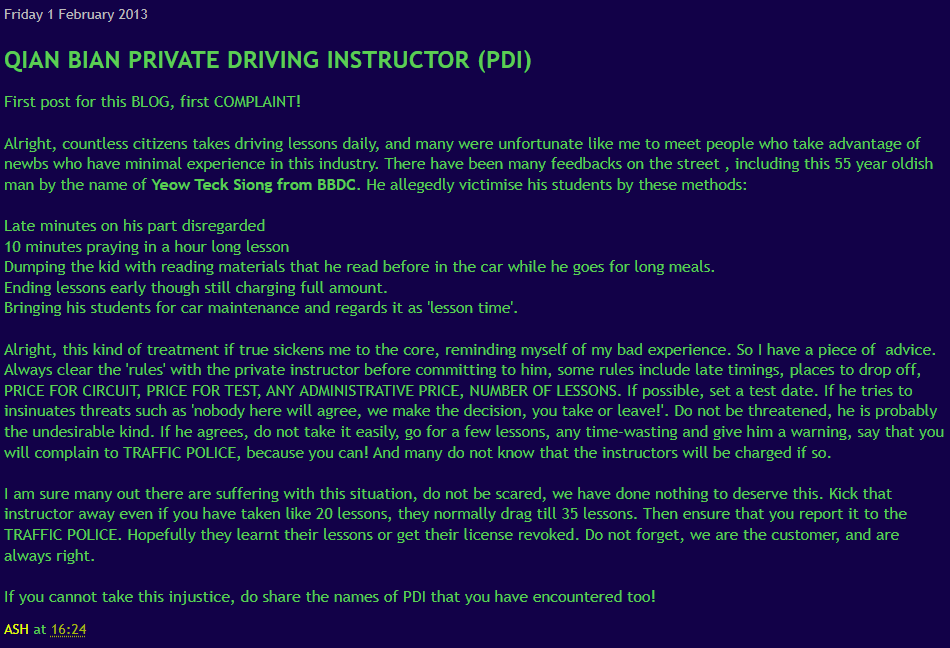 Friday 1 February 2013
QIAN BIAN PRIVATE DRIVING INSTRUCTOR (PDI)
First post for this BLOG, first COMPLAINT!
Alright, countless citizens takes driving lessons daily, and many were unfortunate like me to meet people who take advantage of
newbs who have minimal experience in this industry. There have been many feedbacks on the street , including this 55 year oldish
man by the name of Yeow Teck Siong from BBDC. He allegedly victimise his students by these methods:
Late minutes on his part disregarded
10 minutes praying in a hour long lesson
Dumping the kid with reading materials that he read before in the car while he goes for long meals.
Ending lessons early though still charging full amount.
Bringing his students for car maintenance and regards it as 'lesson time'.
Alright, this kind of treatment if true sickens me to the core, reminding myself of my bad experience. So I have a piece of  advice.
Always clear the 'rules' with the private instructor before committing to him, some rules include late timings, places to drop off,
PRICE FOR CIRCUIT, PRICE FOR TEST, ANY ADMINISTRATIVE PRICE, NUMBER OF LESSONS. If possible, set a test date. If he tries to
insinuates threats such as 'nobody here will agree, we make the decision, you take or leave!'. Do not be threatened, he is probably
the undesirable kind. If he agrees, do not take it easily, go for a few lessons, any time-wasting and give him a warning, say that you
will complain to TRAFFIC POLICE, because you can! And many do not know that the instructors will be charged if so.
I am sure many out there are suffering with this situation, do not be scared, we have done nothing to deserve this. Kick that
instructor away even if you have taken like 20 lessons, they normally drag till 35 lessons. Then ensure that you report it to the
TRAFFIC POLICE. Hopefully they learnt their lessons or get their license revoked. Do not forget, we are the customer, and are
always right.
If you cannot take this injustice, do share the names of PDI that you have encountered too!
ASH at 16:24